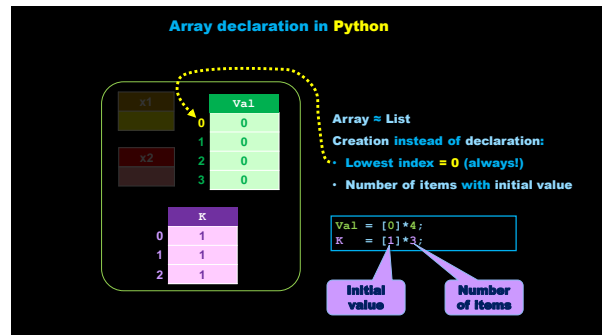 Array declaration in Python
x1
Val
0 0
1 0
2 0
3 0
x2
K
0 1
1 1
2 1
Array ≈ List
Creation instead of declaration:
• Lowest index = 0 (always!)
• Number of items with initial value
Val = [0]*4;
K = [1]*3;
Initial
value
Number
of Items